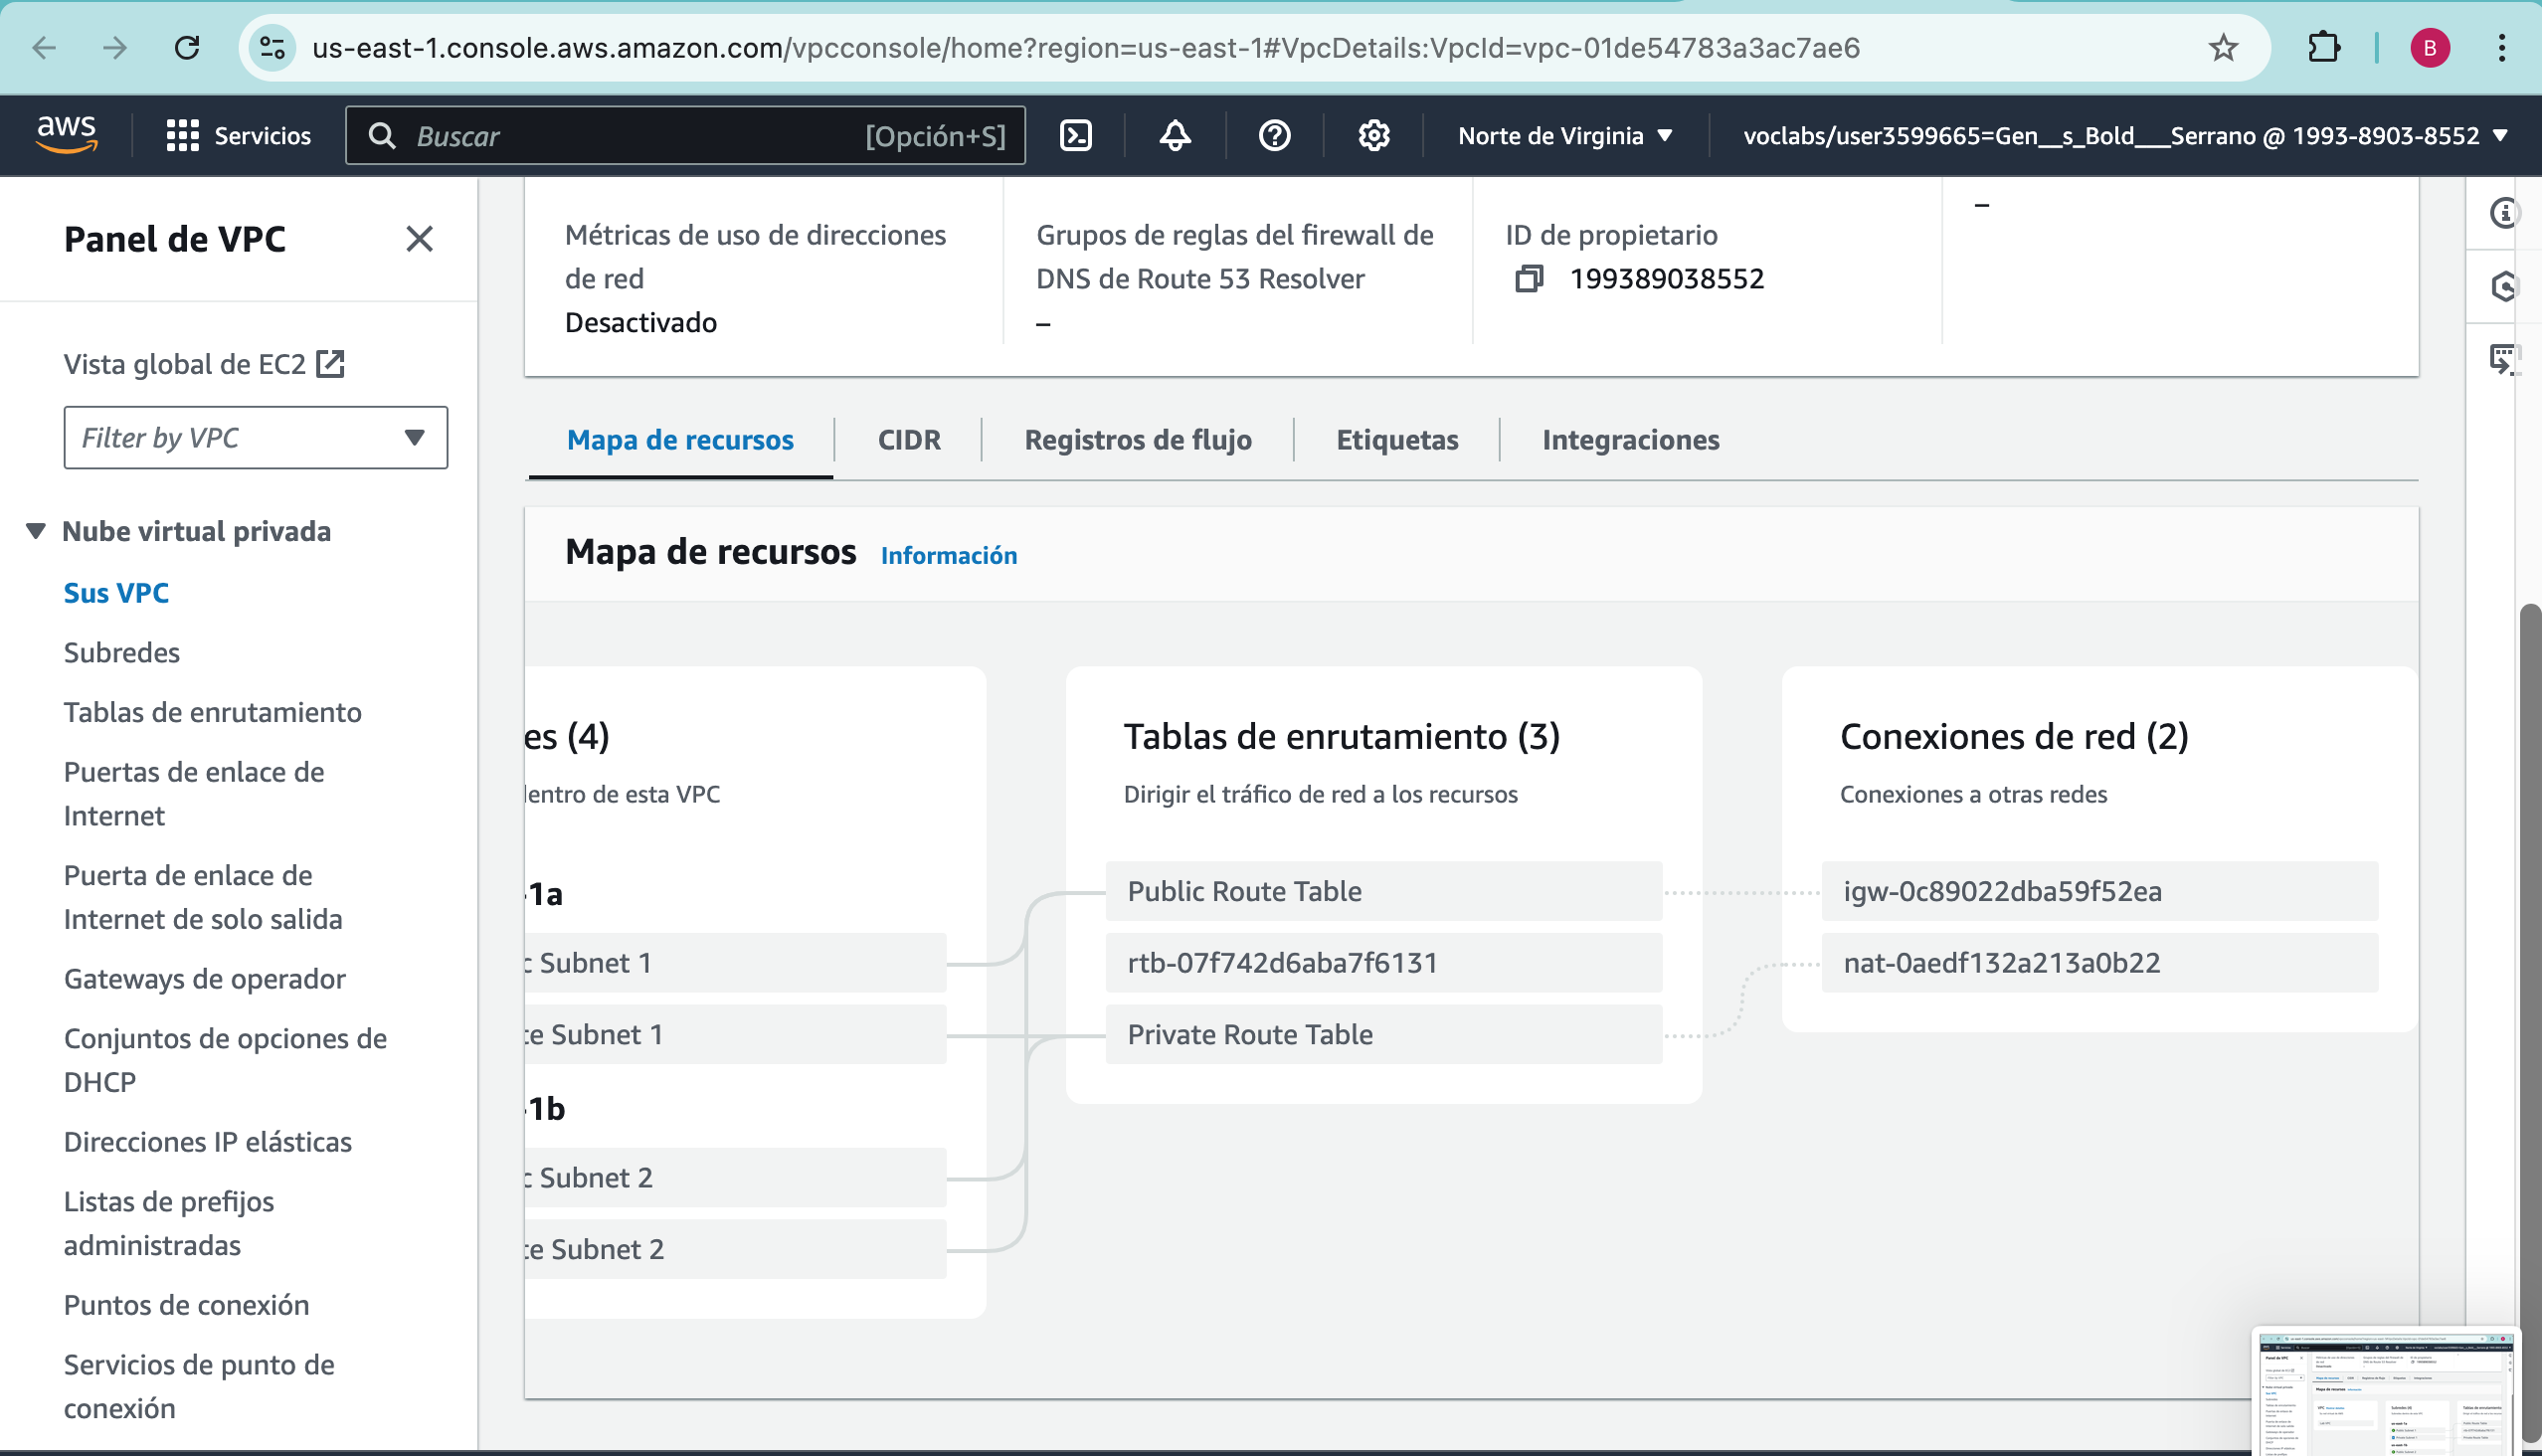 us-east-1.console.aws.amazon.com/vpcconsole/home?region=us-east-1#VpcDetails:VpcId=vpc-01de54783a3ac7ae6
B
aws
Servicios
Buscar
[Opción+S]
Norte de Virginia
voclabs/user3599665=Gen__s_Bold___Serrano @ 1993-8903-8552
Panel de VPC
Vista global de EC2
Filter by VPC
Nube virtual privada
Sus VPC
Subredes
Tablas de enrutamiento
Puertas de enlace de
Internet
Puerta de enlace de
Internet de solo salida
Gateways de operador
Conjuntos de opciones de
DHCP
Direcciones IP elásticas
Listas de prefijos
administradas
Puntos de conexión
Servicios de punto de
conexión
Métricas de uso de direcciones
de red
Desactivado
Grupos de reglas del firewall de
DNS de Route 53 Resolver
–
ID de propietario
199389038552
–
Mapa de recursos
CIDR
Registros de flujo
Etiquetas
Integraciones
Mapa de recursos
Información
es (4)
dentro de esta VPC
-1a
c Subnet 1
te Subnet 1
-1b
c Subnet 2
te Subnet 2
Tablas de enrutamiento (3)
Dirigir el tráfico de red a los recursos
Public Route Table
rtb-07f742d6aba7f6131
Private Route Table
Conexiones de red (2)
Conexiones a otras redes
igw-0c89022dba59f52ea
nat-0aedf132a213a0b22